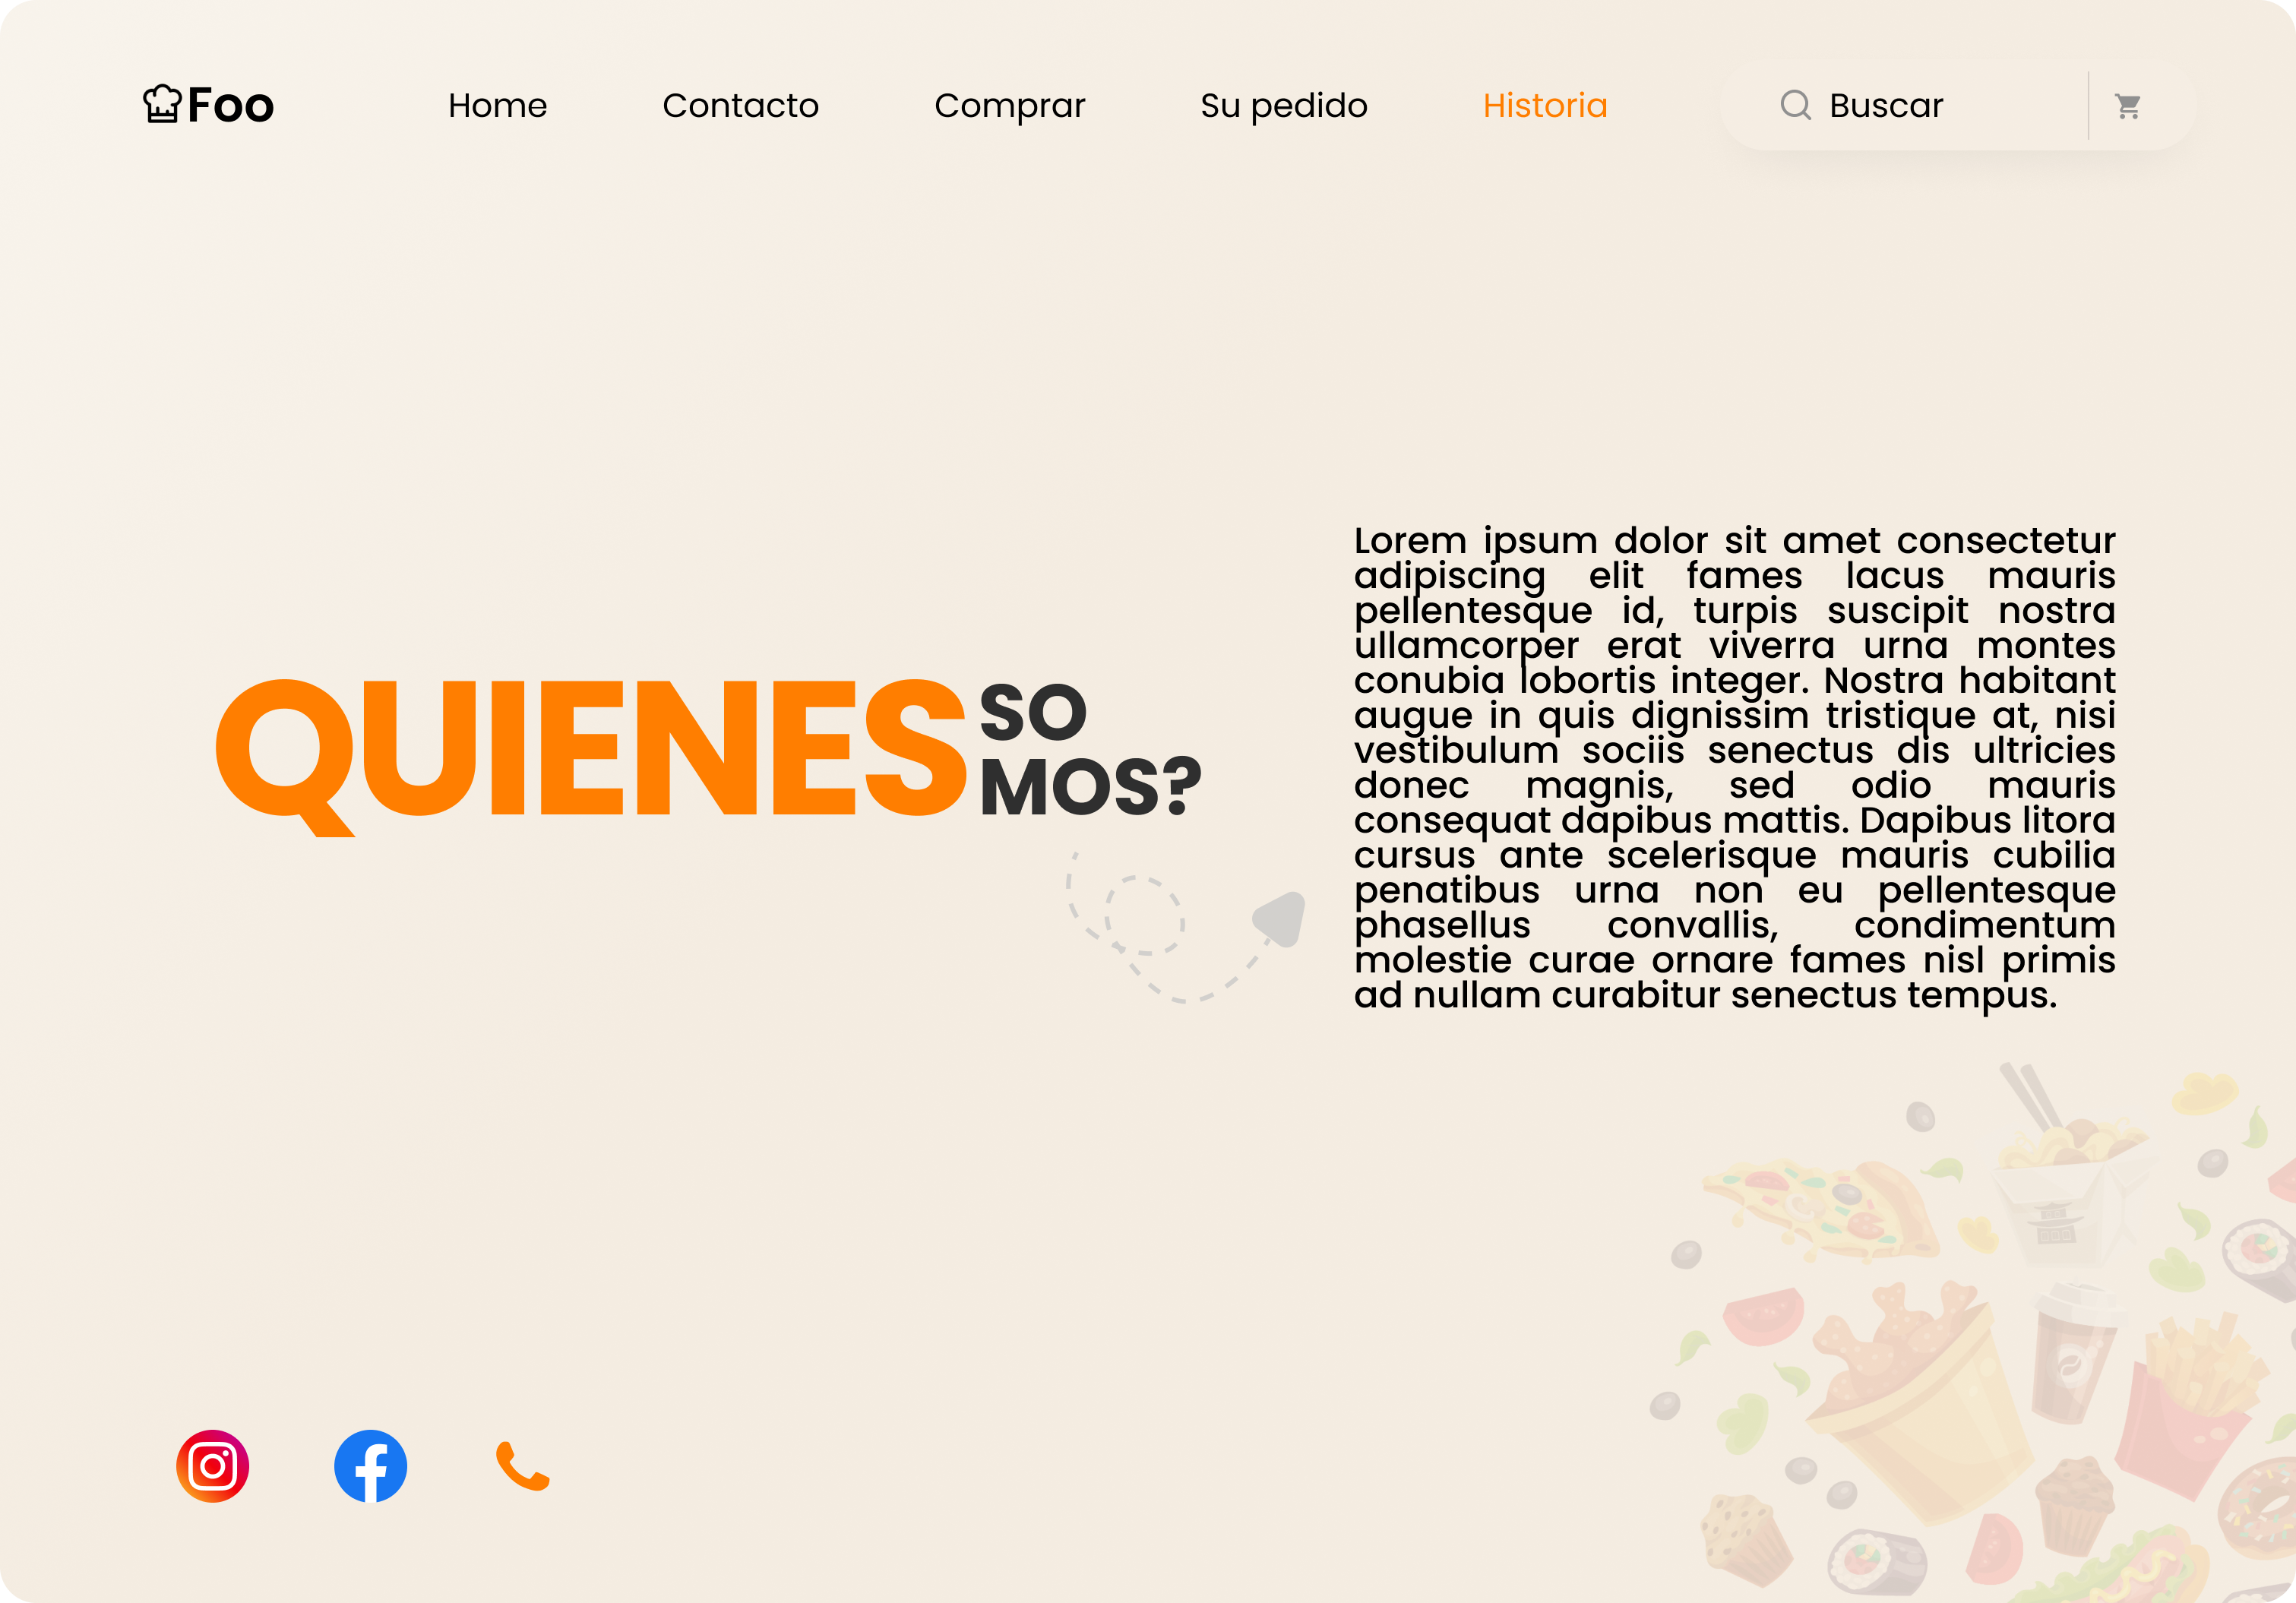 Foo
Home
Contacto
Comprar
Su pedido
Historia
Buscar
QUIENES
SO
MOS?
Lorem ipsum dolor sit amet consectetur
adipiscing elit fames lacus mauris
pellentesque id, turpis suscipit nostra
ullamcorper erat viverra urna montes
conubia lobortis integer. Nostra habitant
augue in quis dignissim tristique at, nisi
vestibulum sociis senectus dis ultricies
donec magnis, sed odio mauris
consequat dapibus mattis. Dapibus litora
cursus ante scelerisque mauris cubilia
penatibus urna non eu pellentesque
phasellus convallis, condimentum
molestie curae ornare fames nisl primis
ad nullam curabitur senectus tempus.